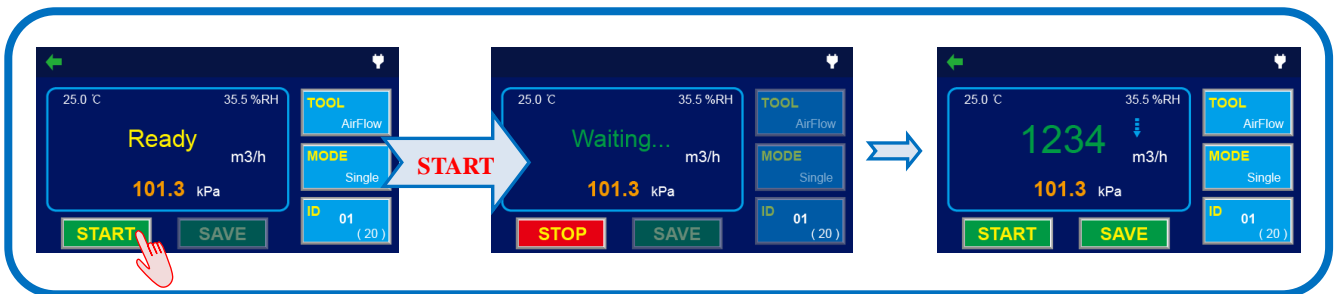 25.0 ℃ 35.5 %RH
Ready
m3/h
101.3 kPa
START SAVE
TOOL
AirFlow
MODE
Single
ID 01
( 20 )
START
25.0 ℃ 35.5 %RH
Waiting...
m3/h
101.3 kPa
STOP SAVE
TOOL
AirFlow
MODE
Single
ID 01
( 20 )
25.0 ℃ 35.5 %RH
1234 m3/h
101.3 kPa
START SAVE
TOOL
AirFlow
MODE
Single
ID 01
( 20 )